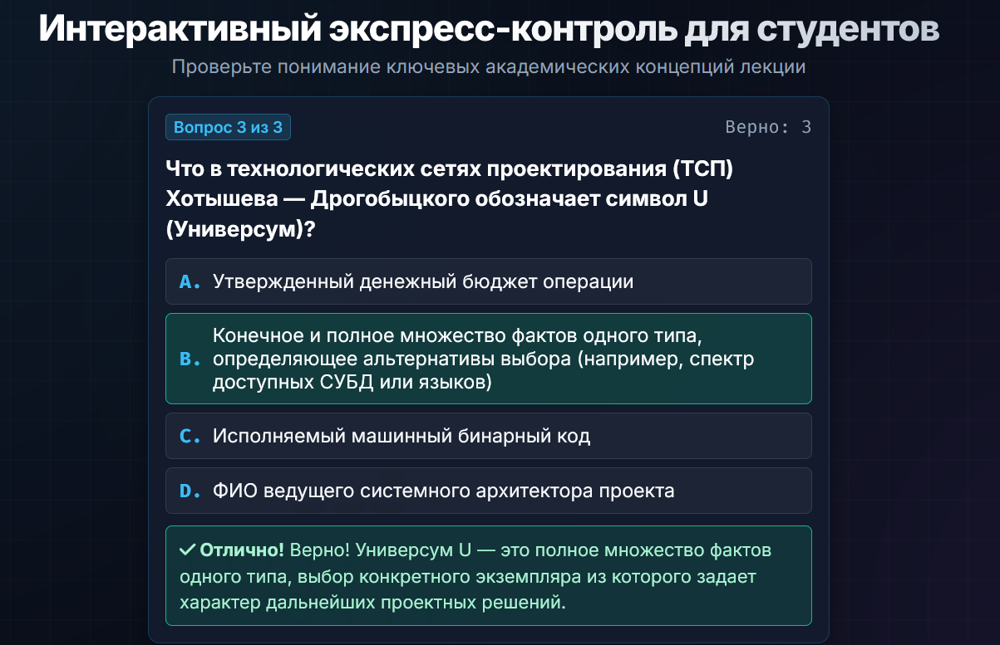 Интерактивный экспресс-контроль для студентов
Проверьте понимание ключевых академических концепций лекции
Вопрос 3 из 3
Верно: 3
Что в технологических сетях проектирования (ТСП)
Хотышева — Дрогобыцкого обозначает символ U
(Универсум)?
A. Утвержденный денежный бюджет операции
B. Конечное и полное множество фактов одного типа,
определяющее альтернативы выбора (например, спектр
доступных СУБД или языков)
C. Исполняемый машинный бинарный код
D. ФИО ведущего системного архитектора проекта
✓ Отлично! Верно! Универсум U — это полное множество фактов
одного типа, выбор конкретного экземпляра из которого задает
характер дальнейших проектных решений.